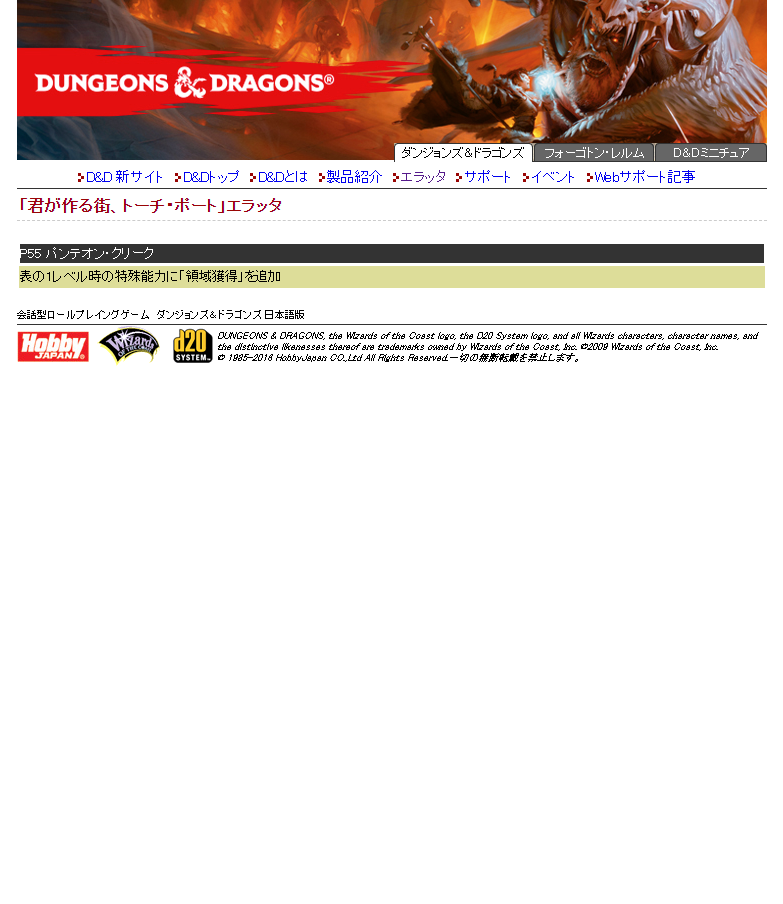 DUNGEONS & DRAGONS®
ダンジョンズ&ドラゴンズ フォーゴトン・レルム D&Dミニチュア
D&D 新サイト D&Dトップ D&Dとは 製品紹介 エラッタ サポート イベント Webサポート記事
「君が作る街、トーチ・ポート」エラッタ
P55 パンテオン・クリーク
表の1レベル時の特殊能力に「領域獲得」を追加
会話型ロールプレイングゲーム ダンジョンズ&ドラゴンズ 日本語版
Hobby JAPAN® Wizards OF THE COAST d20 SYSTEM™
DUNGEONS & DRAGONS, the Wizards of the Coast logo, the D20 System logo, and all Wizards characters, character names, and
the distinctive likenesses thereof are trademarks owned by Wizards of the Coast, Inc. ©2009 Wizards of the Coast, Inc.
© 1985-2016 HobbyJapan CO.,Ltd All Rights Reserved.一切の無断転載を禁止します。